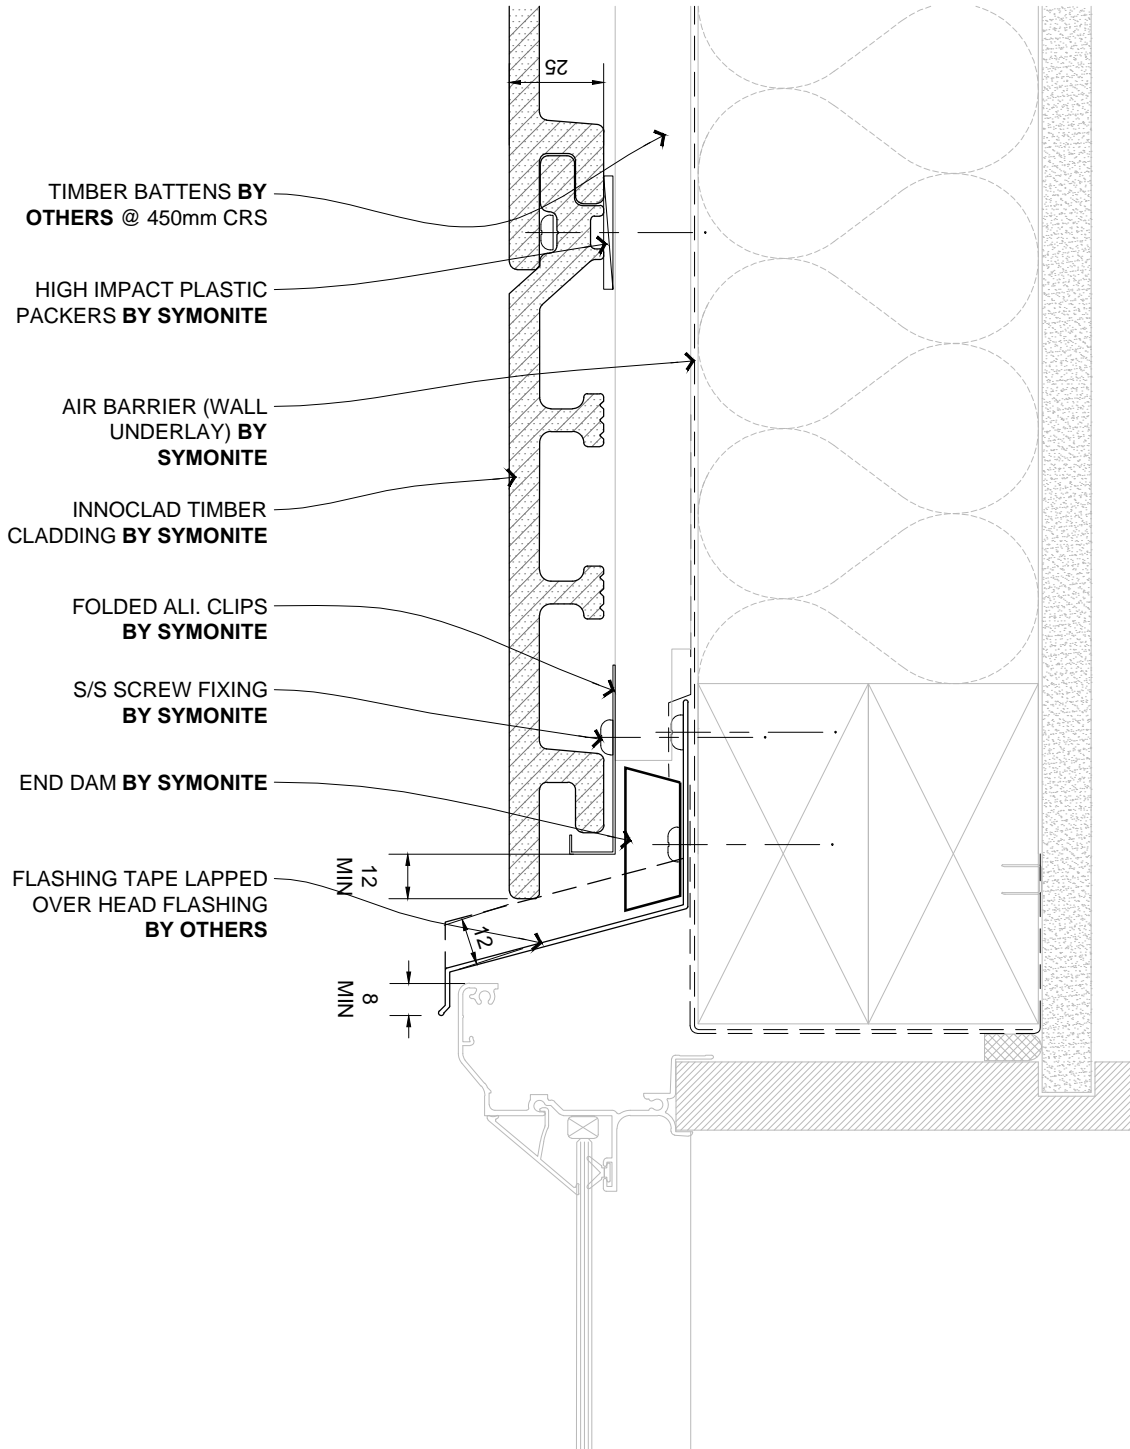 25
TIMBER BATTENS BY
OTHERS @ 450mm CRS
HIGH IMPACT PLASTIC
PACKERS BY SYMONITE
AIR BARRIER (WALL
UNDERLAY) BY
SYMONITE
INNOCLAD TIMBER
CLADDING BY SYMONITE
FOLDED ALI. CLIPS
BY SYMONITE
S/S SCREW FIXING
BY SYMONITE
END DAM BY SYMONITE
12
MIN
FLASHING TAPE LAPPED
OVER HEAD FLASHING
BY OTHERS
12
8
MIN